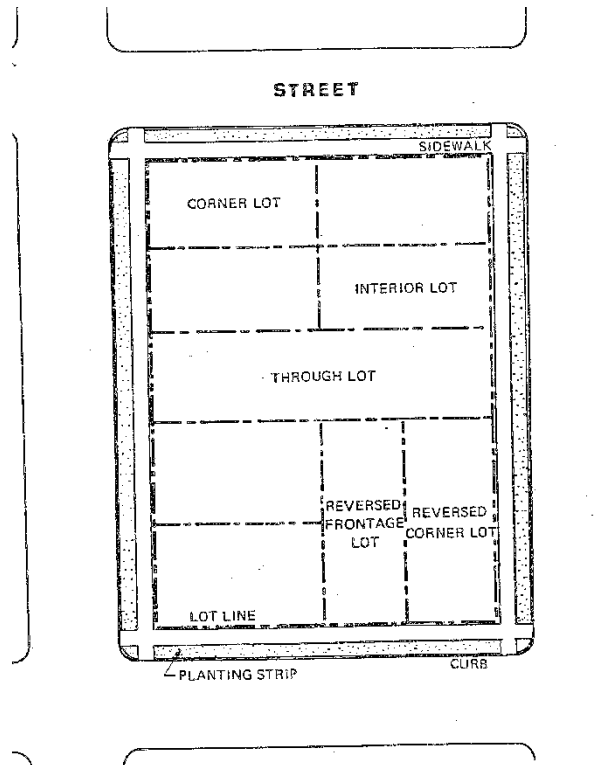 STREET
SIDEWALK
CORNER LOT
INTERIOR LOT
THROUGH LOT
REVERSED
FRONTAGE
LOT
REVERSED
CORNER LOT
LOT LINE
CURB
PLANTING STRIP